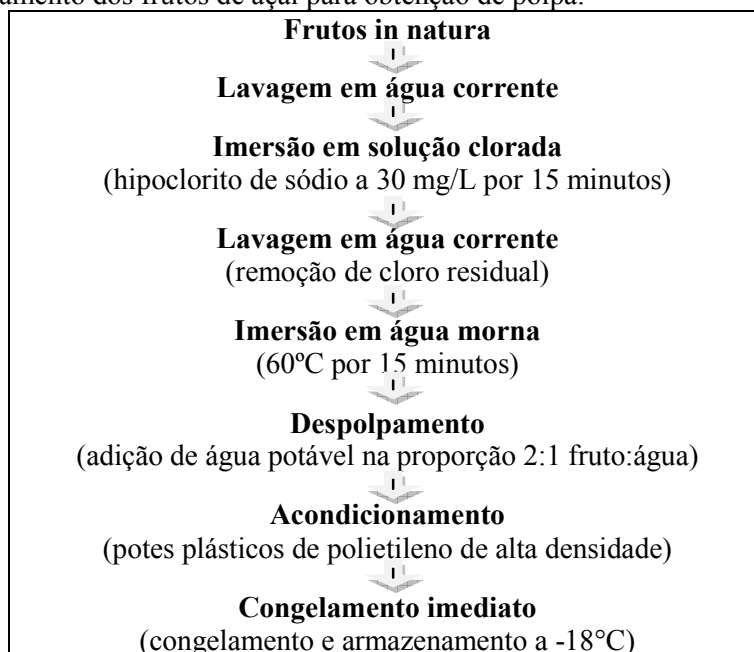 amento dos frutos de açaí para obtenção de polpa.
Frutos in natura
Lavagem em água corrente
Imersão em solução clorada
(hipoclorito de sódio a 30 mg/L por 15 minutos)
Lavagem em água corrente
(remoção de cloro residual)
Imersão em água morna
(60ºC por 15 minutos)
Despolpamento
(adição de água potável na proporção 2:1 fruto:água)
Acondicionamento
(potes plásticos de polietileno de alta densidade)
Congelamento imediato
(congelamento e armazenamento a -18°C)